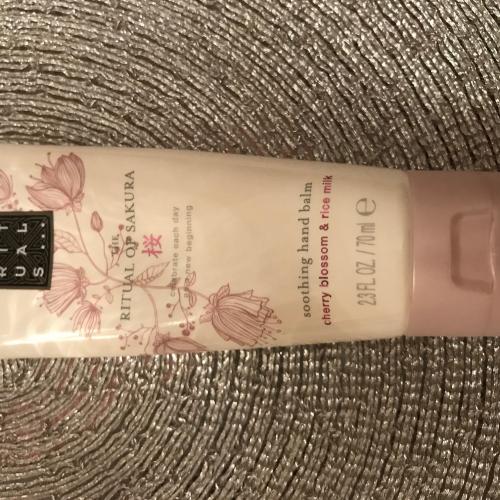 RIT
UAL
S...
THE
RITUAL OF SAKURA
桜
celebrate each day
as a new beginning
soothing hand balm
cherry blossom & rice milk
2.3 FL OZ / 70 ml ℮